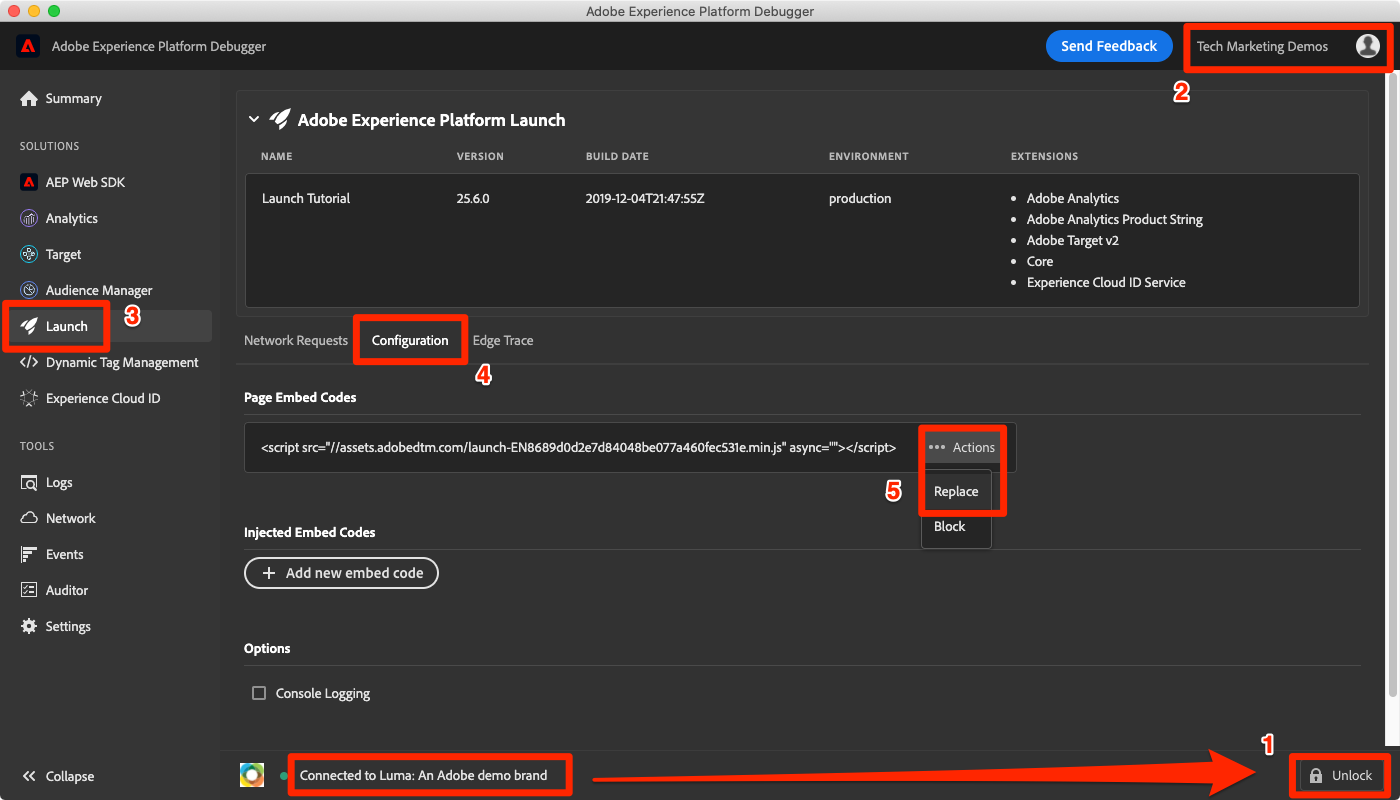 Adobe Experience Platform Debugger
Adobe Experience Platform Debugger
Send Feedback
Tech Marketing Demos
2
Summary
SOLUTIONS
AEP Web SDK
Analytics
Target
Audience Manager
Launch
3
Dynamic Tag Management
Experience Cloud ID
TOOLS
Logs
Network
Events
Auditor
Settings
Collapse
Adobe Experience Platform Launch
NAME VERSION BUILD DATE ENVIRONMENT EXTENSIONS
Launch Tutorial 25.6.0 2019-12-04T21:47:55Z production • Adobe Analytics
• Adobe Analytics Product String
• Adobe Target v2
• Core
• Experience Cloud ID Service
Network Requests Configuration Edge Trace
4
Page Embed Codes
<script src="//assets.adobedtm.com/launch-EN8689d0d2e7d84048be077a460fec531e.min.js" async=""></script>
••• Actions
5
Replace
Block
Injected Embed Codes
+ Add new embed code
Options
Console Logging
Connected to Luma: An Adobe demo brand
1
Unlock